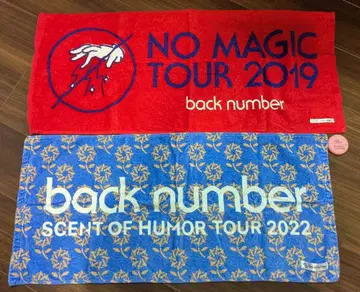 NO MAGIC
TOUR 2019
back number
back number
SCENT OF HUMOR TOUR 2022